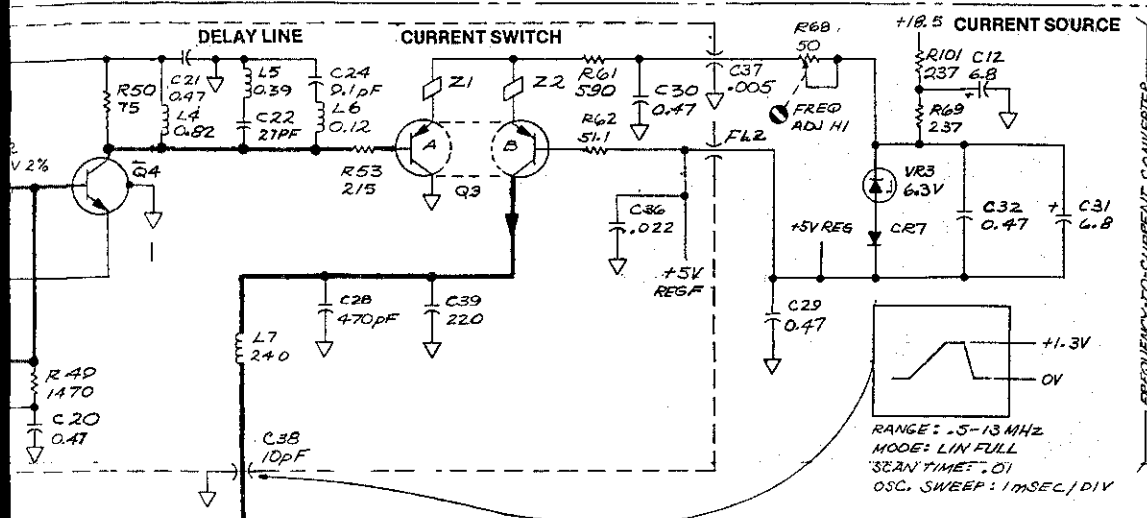 DELAY LINE
CURRENT SWITCH
CURRENT SOURCE
+18.5
R68
50
FREQ
ADJ HI
R101
237
C12
6.8
R69
237
R50
75
C21
0.47
L4
0.82
L5
0.39
C22
27PF
C24
9.1pF
L6
0.12
Z1
Z2
R61
590
C30
0.47
C37
.005
R62
51.1
FL2
V 2%
Q4
R53
215
A
B
Q3
C36
.022
+5V
REGF
+5V REG
VR3
6.3V
CR7
C32
0.47
C31
6.8
C28
470pF
C39
220
C29
0.47
L7
240
R49
1470
C20
0.47
C38
10pF
+1.3V
0V
RANGE: .5-13 MHz
MODE: LIN FULL
SCAN TIME: .01
OSC. SWEEP: 1mSEC/DIV